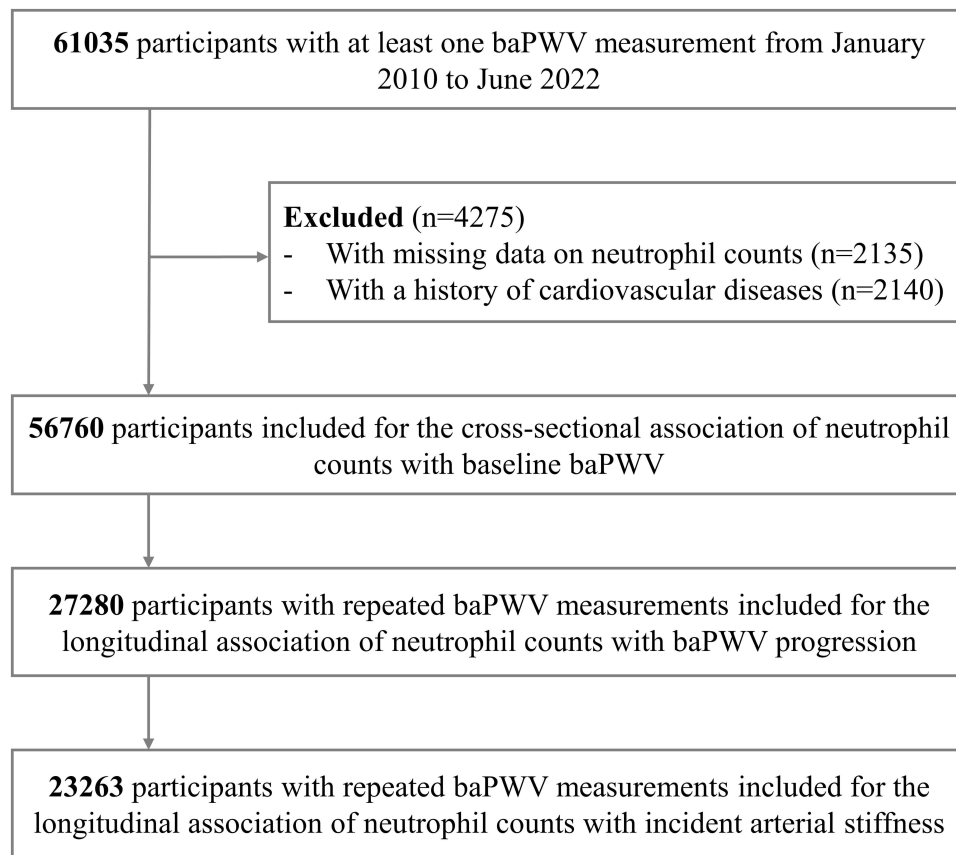 61035 participants with at least one baPWV measurement from January
2010 to June 2022
Excluded (n=4275)
- With missing data on neutrophil counts (n=2135)
- With a history of cardiovascular diseases (n=2140)
56760 participants included for the cross-sectional association of neutrophil
counts with baseline baPWV
27280 participants with repeated baPWV measurements included for the
longitudinal association of neutrophil counts with baPWV progression
23263 participants with repeated baPWV measurements included for the
longitudinal association of neutrophil counts with incident arterial stiffness